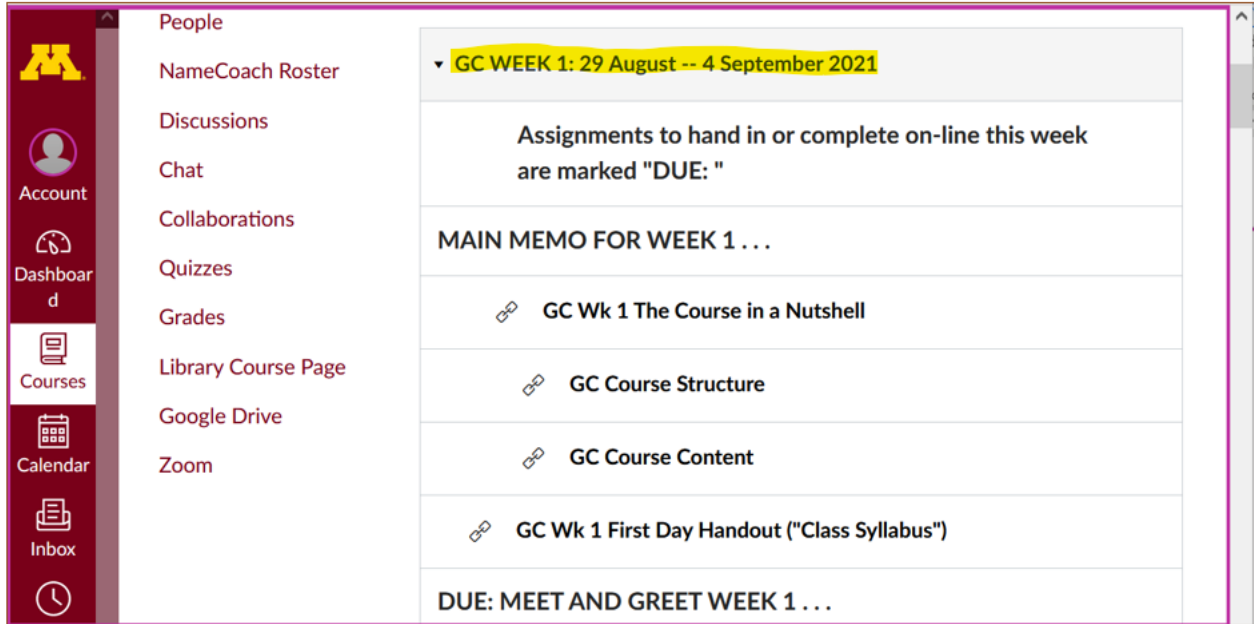 Account
Dashboar
d
Courses
Calendar
Inbox
People
NameCoach Roster
Discussions
Chat
Collaborations
Quizzes
Grades
Library Course Page
Google Drive
Zoom
GC WEEK 1: 29 August -- 4 September 2021
Assignments to hand in or complete on-line this week
are marked "DUE: "
MAIN MEMO FOR WEEK 1 . . .
GC Wk 1 The Course in a Nutshell
GC Course Structure
GC Course Content
GC Wk 1 First Day Handout ("Class Syllabus")
DUE: MEET AND GREET WEEK 1 . . .